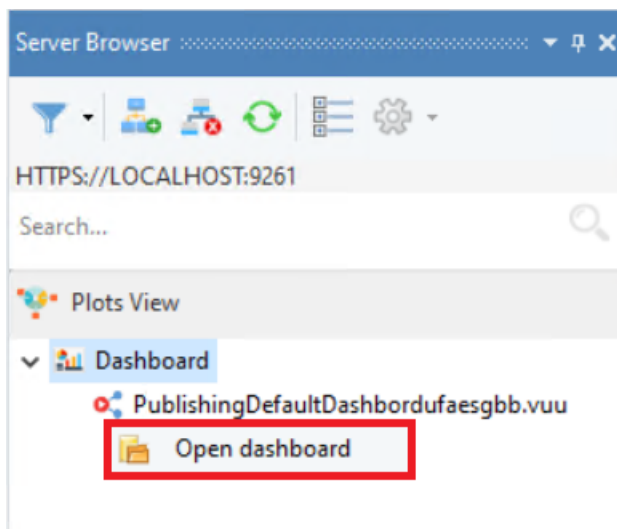 Server Browser
HTTPS://LOCALHOST:9261
Search...
Plots View
Dashboard
PublishingDefaultDashbordufaesgbb.vuu
Open dashboard